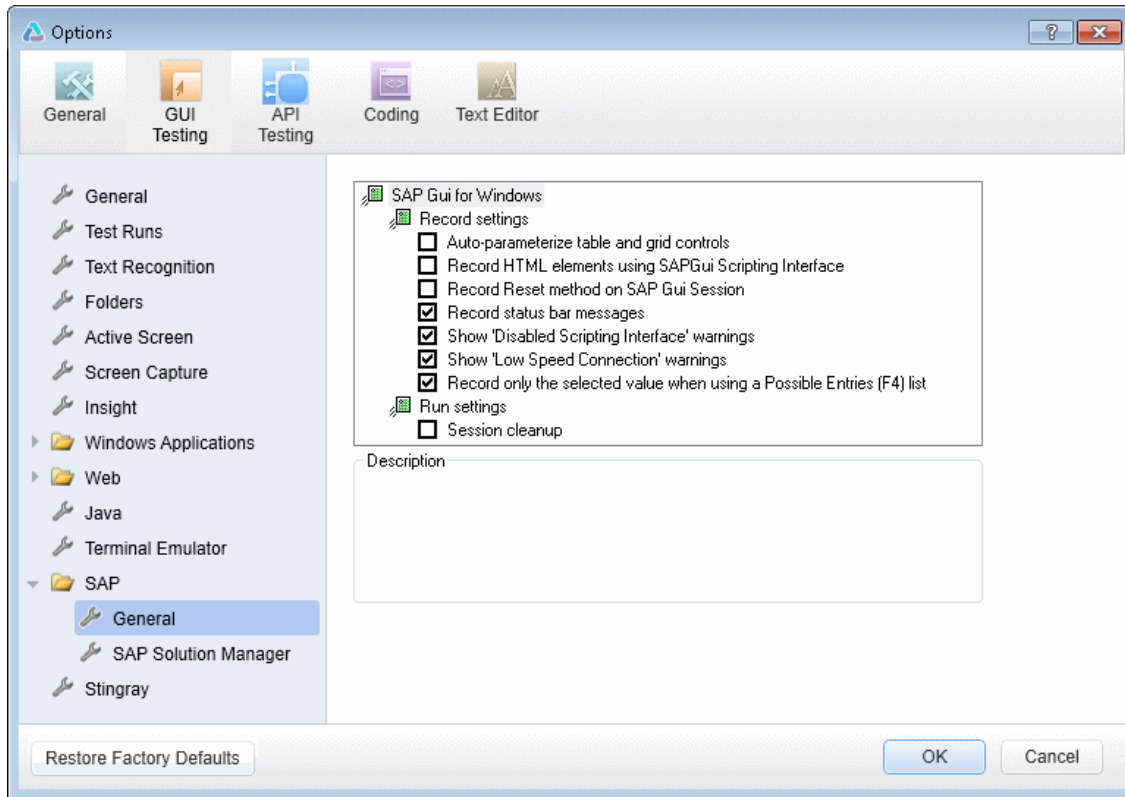 Options
General
GUI
Testing
API
Testing
Coding
Text Editor
General
Test Runs
Text Recognition
Folders
Active Screen
Screen Capture
Insight
Windows Applications
Web
Java
Terminal Emulator
SAP
General
SAP Solution Manager
Stingray
SAP Gui for Windows
Record settings
Auto-parameterize table and grid controls
Record HTML elements using SAPGui Scripting Interface
Record Reset method on SAP Gui Session
Record status bar messages
Show 'Disabled Scripting Interface' warnings
Show 'Low Speed Connection' warnings
Record only the selected value when using a Possible Entries (F4) list
Run settings
Session cleanup
Description
Restore Factory Defaults
OK
Cancel